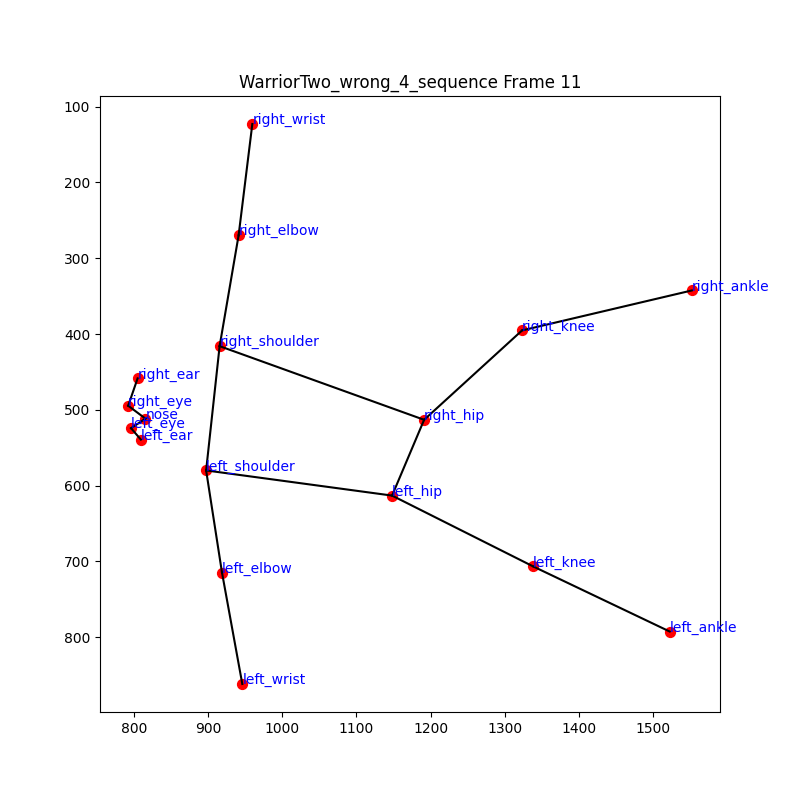 WarriorTwo_wrong_4_sequence Frame 11
100
right_wrist
200
right_elbow
300
right_ankle
right_knee
400
right_shoulder
right_ear
right_eye
nose
500
right_hip
left_eye
left_ear
left_shoulder
600
left_hip
left_knee
700
left_elbow
left_ankle
800
left_wrist
800 900 1000 1100 1200 1300 1400 1500